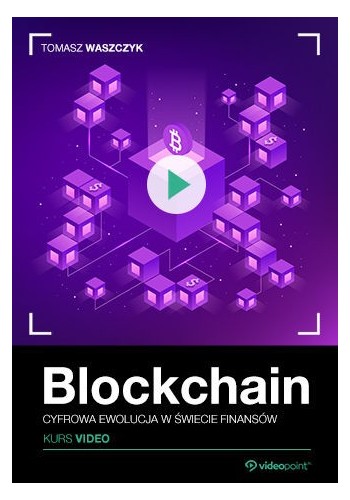 TOMASZ WASZCZYK
Blockchain
CYFROWA EWOLUCJA W ŚWIECIE FINANSÓW
KURS VIDEO
videopoint